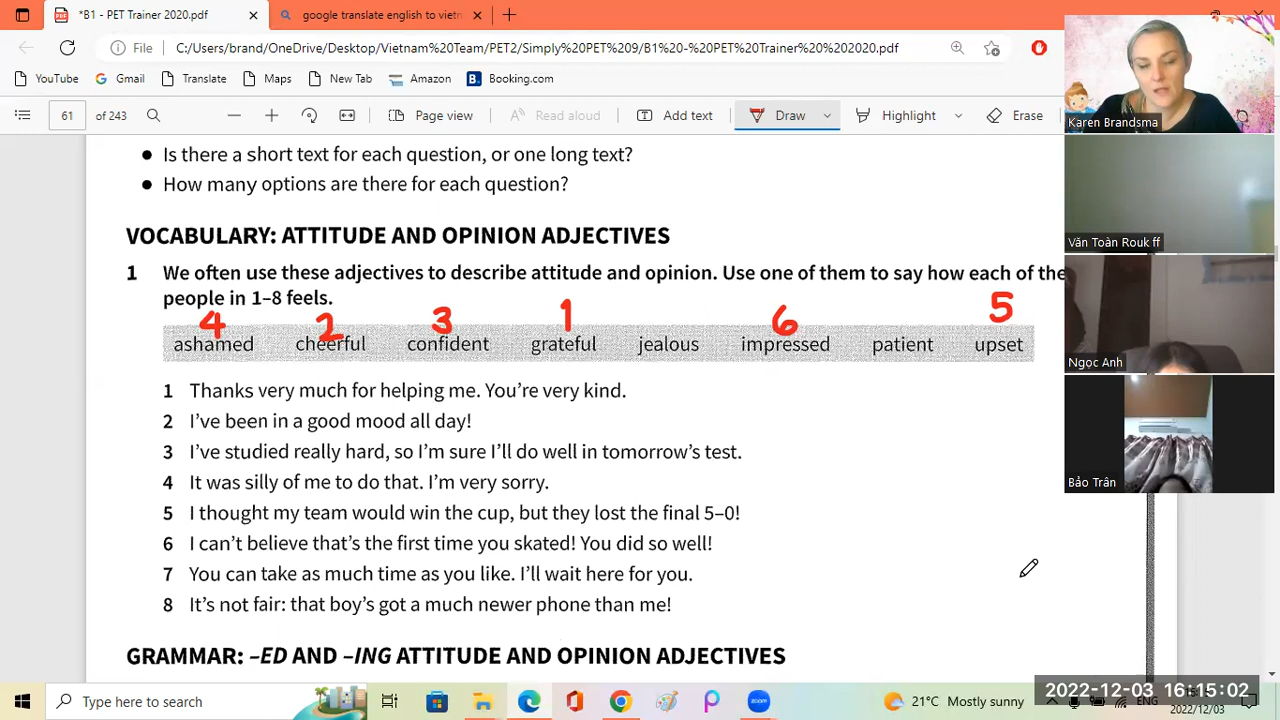 *B1 - PET Trainer 2020.pdf
google translate english to vietn
File C:/Users/brand/OneDrive/Desktop/Vietnam%20Team/PET2/Simply%20PET%209/B1%20-%20PET%20Trainer%20%202020.pdf
YouTube Gmail Translate Maps New Tab Amazon Booking.com
61 of 243 Page view Read aloud Add text Draw Highlight Erase
Karen Brandsma
Is there a short text for each question, or one long text?
How many options are there for each question?
VOCABULARY: ATTITUDE AND OPINION ADJECTIVES
Văn Toàn Rouk ff
1 We often use these adjectives to describe attitude and opinion. Use one of them to say how each of the
people in 1–8 feels.
4 2 3 1 6 5
ashamed cheerful confident grateful jealous impressed patient upset
Ngọc Anh
1 Thanks very much for helping me. You're very kind.
2 I've been in a good mood all day!
3 I've studied really hard, so I'm sure I'll do well in tomorrow's test.
4 It was silly of me to do that. I'm very sorry.
Bảo Trân
5 I thought my team would win the cup, but they lost the final 5–0!
6 I can't believe that's the first time you skated! You did so well!
7 You can take as much time as you like. I'll wait here for you.
8 It's not fair: that boy's got a much newer phone than me!
GRAMMAR: –ED AND –ING ATTITUDE AND OPINION ADJECTIVES
Type here to search
zoom
21°C Mostly sunny
ENG
2022-12-03 16:15:02
2022/12/03